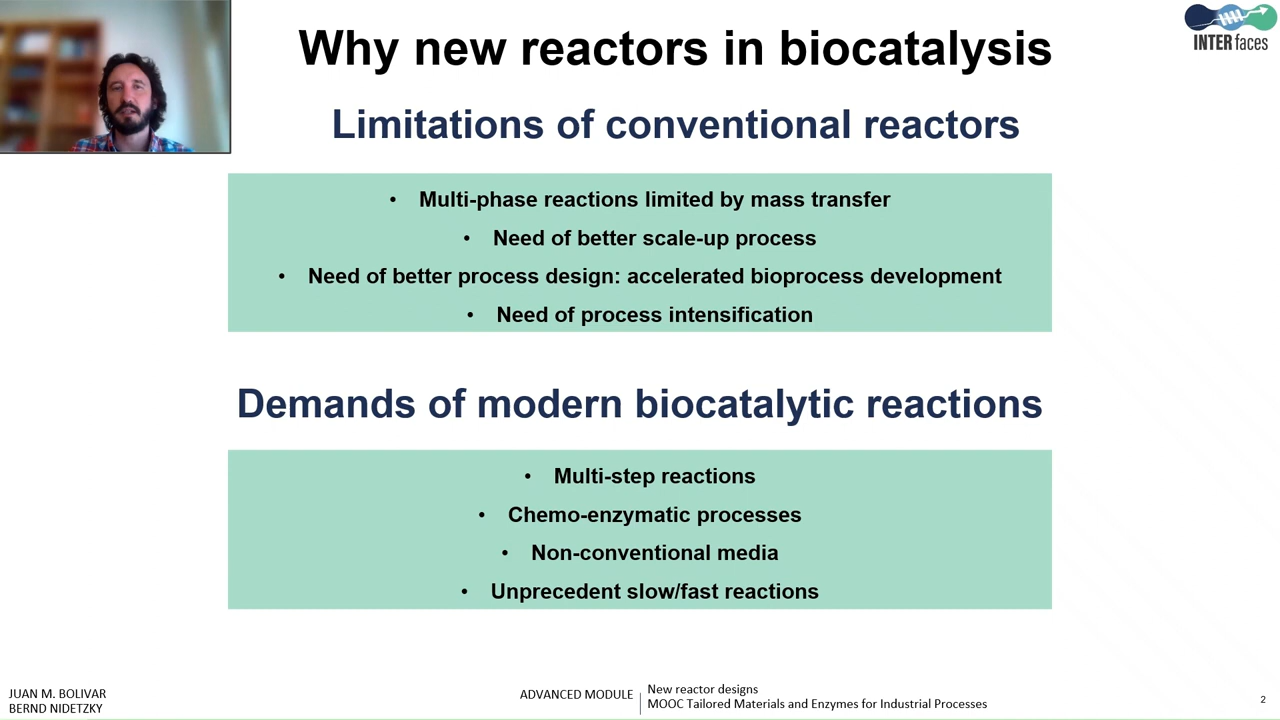 Why new reactors in biocatalysis
INTERfaces
Limitations of conventional reactors
• Multi-phase reactions limited by mass transfer
• Need of better scale-up process
• Need of better process design: accelerated bioprocess development
• Need of process intensification
Demands of modern biocatalytic reactions
• Multi-step reactions
• Chemo-enzymatic processes
• Non-conventional media
• Unprecedent slow/fast reactions
JUAN M. BOLIVAR
BERND NIDETZKY
ADVANCED MODULE
New reactor designs
MOOC Tailored Materials and Enzymes for Industrial Processes
2